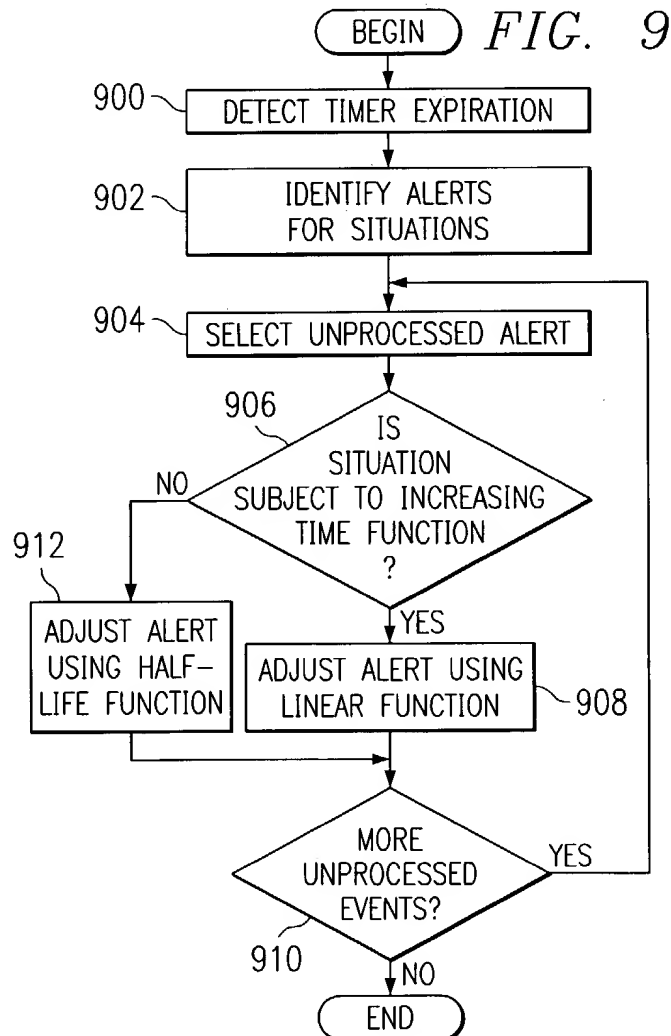 BEGIN
FIG. 9
900
DETECT TIMER EXPIRATION
902
IDENTIFY ALERTS
FOR SITUATIONS
904
SELECT UNPROCESSED ALERT
906
IS
SITUATION
SUBJECT TO INCREASING
TIME FUNCTION
?
NO
YES
912
ADJUST ALERT
USING HALF-
LIFE FUNCTION
ADJUST ALERT USING
LINEAR FUNCTION
908
MORE
UNPROCESSED
EVENTS?
YES
910
NO
END